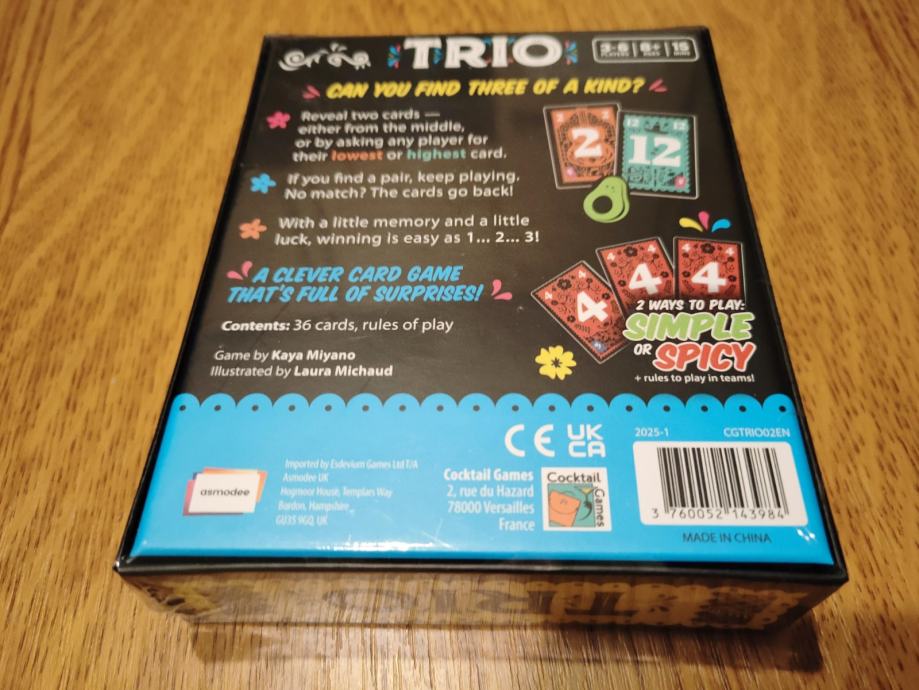 TRIO
3-6 8+ 15
PLAYERS AGES MINS
CAN YOU FIND THREE OF A KIND?
Reveal two cards —
either from the middle,
or by asking any player for
their lowest or highest card.
2
12 12
12
If you find a pair, keep playing.
No match? The cards go back!
With a little memory and a little
luck, winning is easy as 1... 2... 3!
4 4 4
A CLEVER CARD GAME
THAT'S FULL OF SURPRISES!
2 WAYS TO PLAY:
SIMPLE
OR SPICY
+ rules to play in teams!
Contents: 36 cards, rules of play
Game by Kaya Miyano
Illustrated by Laura Michaud
CE UK
CA
2025-1 CGTRIO02EN
asmodee
Imported by Esdevium Games Ltd T/A
Asmodee UK
Hogmoor House, Templars Way
Bordon, Hampshire
GU35 9GQ, UK
Cocktail Games
2, rue du Hazard
78000 Versailles
France
Cocktail
Games
3 760052 143984
MADE IN CHINA